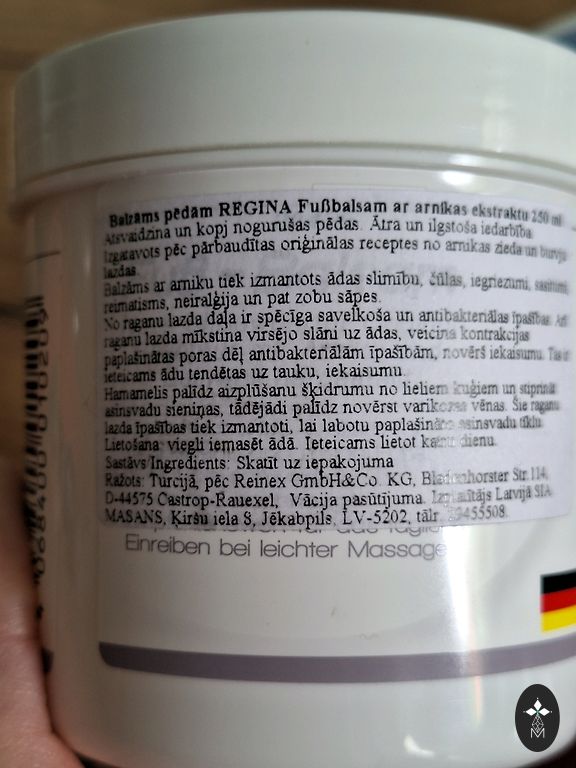 Balzāms pēdām REGINA Fußbalsam ar arnikas ekstraktu 250 ml
Atsvaidzina un kopj nogurušas pēdas. Ātra un ilgstoša iedarbība.
Izgatavots pēc pārbaudītas oriģinālas receptes no arnikas zieda un burvju
lazdas.
Balzāms ar arniku tiek izmantots ādas slimību, čūlas, iegriezumi, sasitumi,
reimatisms, neiralģija un pat zobu sāpes.
No raganu lazda daļa ir spēcīga savelkoša un antibakteriālas īpašības.
raganu lazda mīkstina virsējo slāni uz ādas, veicina kontrakcijas
paplašinātas poras dēļ antibakteriālām īpašībām, novērš iekaisumu.
ieteicams ādu tendētas uz tauku, iekaisumu.
Hamamelis palīdz aizplūšanu šķidrumu no lieliem kuģiem un stiprināt
asinsvadu sieniņas, tādējādi palīdz novērst varikozas vēnas. Šie raganu
lazda īpašības tiek izmantoti, lai labotu paplašināto asinsvadu tīklu.
Lietošana: viegli iemasēt ādā. Ieteicams lietot katru dienu.
Sastāvs/Ingredients: Skatīt uz iepakojuma
Ražots: Turcijā, pēc Reinex GmbH&Co. KG, Bladenhorster Str.114,
D-44575 Castrop-Rauxel, Vācija pasūtījuma. Izplatītājs Latvijā SIA
MASANS, Ķiršu iela 8, Jēkabpils, LV-5202, tālr.
Einreiben bei leichter Massage
M